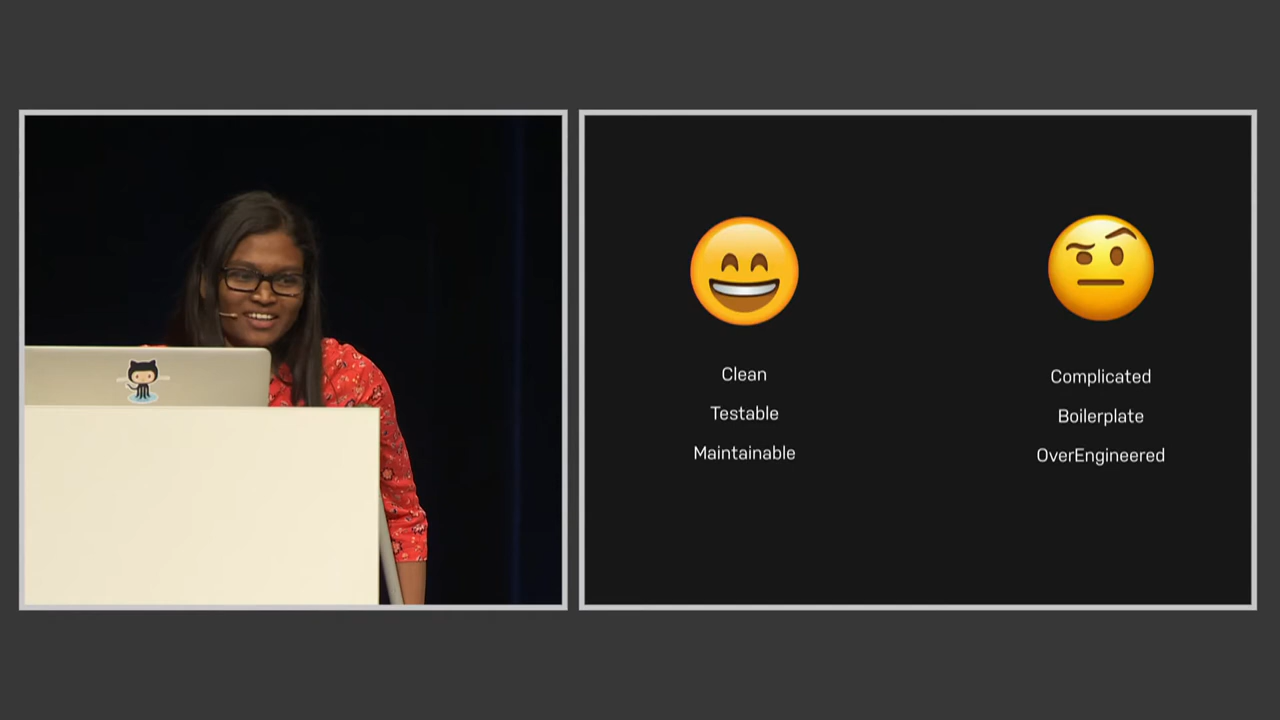 Clean
Testable
Maintainable
Complicated
Boilerplate
OverEngineered